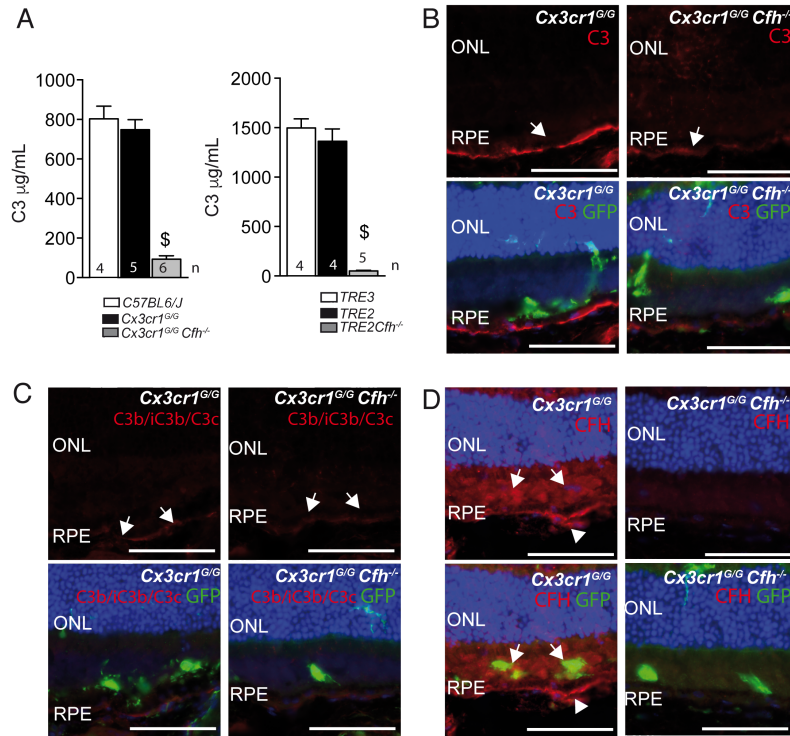 A
C3 µg/mL
800
600
400
200
0
4
5
6
$
n
C57BL6/J
Cx3cr1G/G
Cx3cr1G/G Cfh-/-
C3 µg/mL
2000
1500
1000
500
0
4
4
5
$
n
TRE3
TRE2
TRE2Cfh-/-
B
Cx3cr1G/G
C3
ONL
RPE
Cx3cr1G/G Cfh-/-
C3
ONL
RPE
Cx3cr1G/G
C3 GFP
ONL
RPE
Cx3cr1G/G Cfh-/-
C3 GFP
ONL
RPE
C
Cx3cr1G/G
C3b/iC3b/C3c
ONL
RPE
Cx3cr1G/G Cfh-/-
C3b/iC3b/C3c
ONL
RPE
Cx3cr1G/G
C3b/iC3b/C3c GFP
ONL
RPE
Cx3cr1G/G Cfh-/-
C3b/iC3b/C3c GFP
ONL
RPE
D
Cx3cr1G/G
CFH
ONL
RPE
Cx3cr1G/G Cfh-/-
CFH
ONL
RPE
Cx3cr1G/G
CFH GFP
ONL
RPE
Cx3cr1G/G Cfh-/-
CFH GFP
ONL
RPE